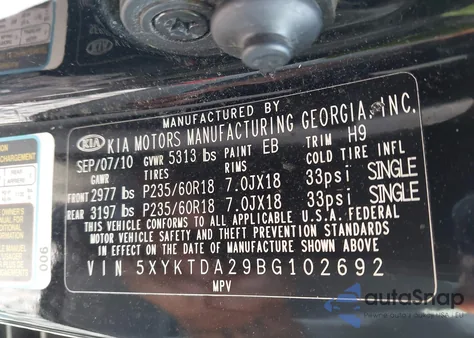 MANUFACTURED BY
KIA KIA MOTORS MANUFACTURING GEORGIA, INC.
SEP/07/10 GVWR 5313 lbs PAINT EB TRIM H9
GAWR TIRES RIMS COLD TIRE INFL
FRONT 2977 lbs P235/60R18 7.0JX18 33psi SINGLE
REAR 3197 lbs P235/60R18 7.0JX18 33psi SINGLE
THIS VEHICLE CONFORMS TO ALL APPLICABLE U.S.A. FEDERAL
MOTOR VEHICLE SAFETY AND THEFT PREVENTION STANDARDS
IN EFFECT ON THE DATE OF MANUFACTURE SHOWN ABOVE.
VIN 5XYKTDA29BG102692
MPV
006
autoSnap